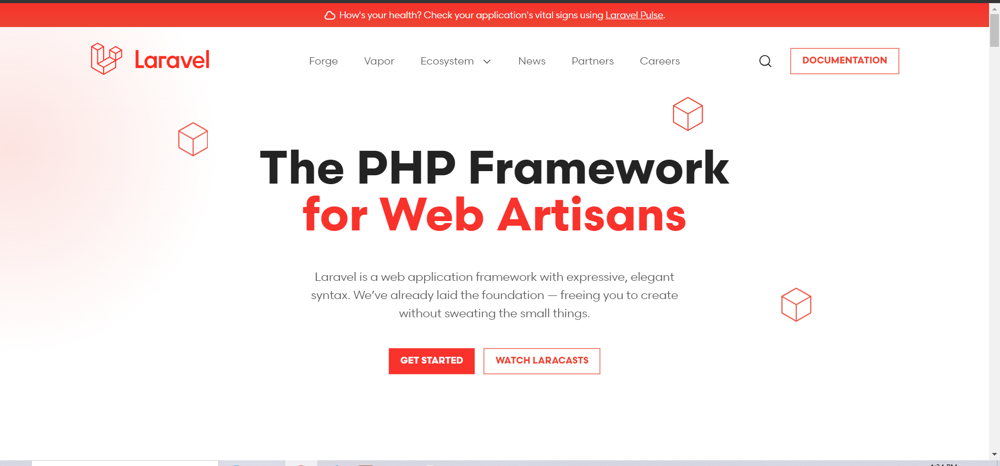 How's your health? Check your application's vital signs using Laravel Pulse.
Laravel
Forge
Vapor
Ecosystem
News
Partners
Careers
DOCUMENTATION
The PHP Framework
for Web Artisans
Laravel is a web application framework with expressive, elegant
syntax. We’ve already laid the foundation — freeing you to create
without sweating the small things.
GET STARTED
WATCH LARACASTS